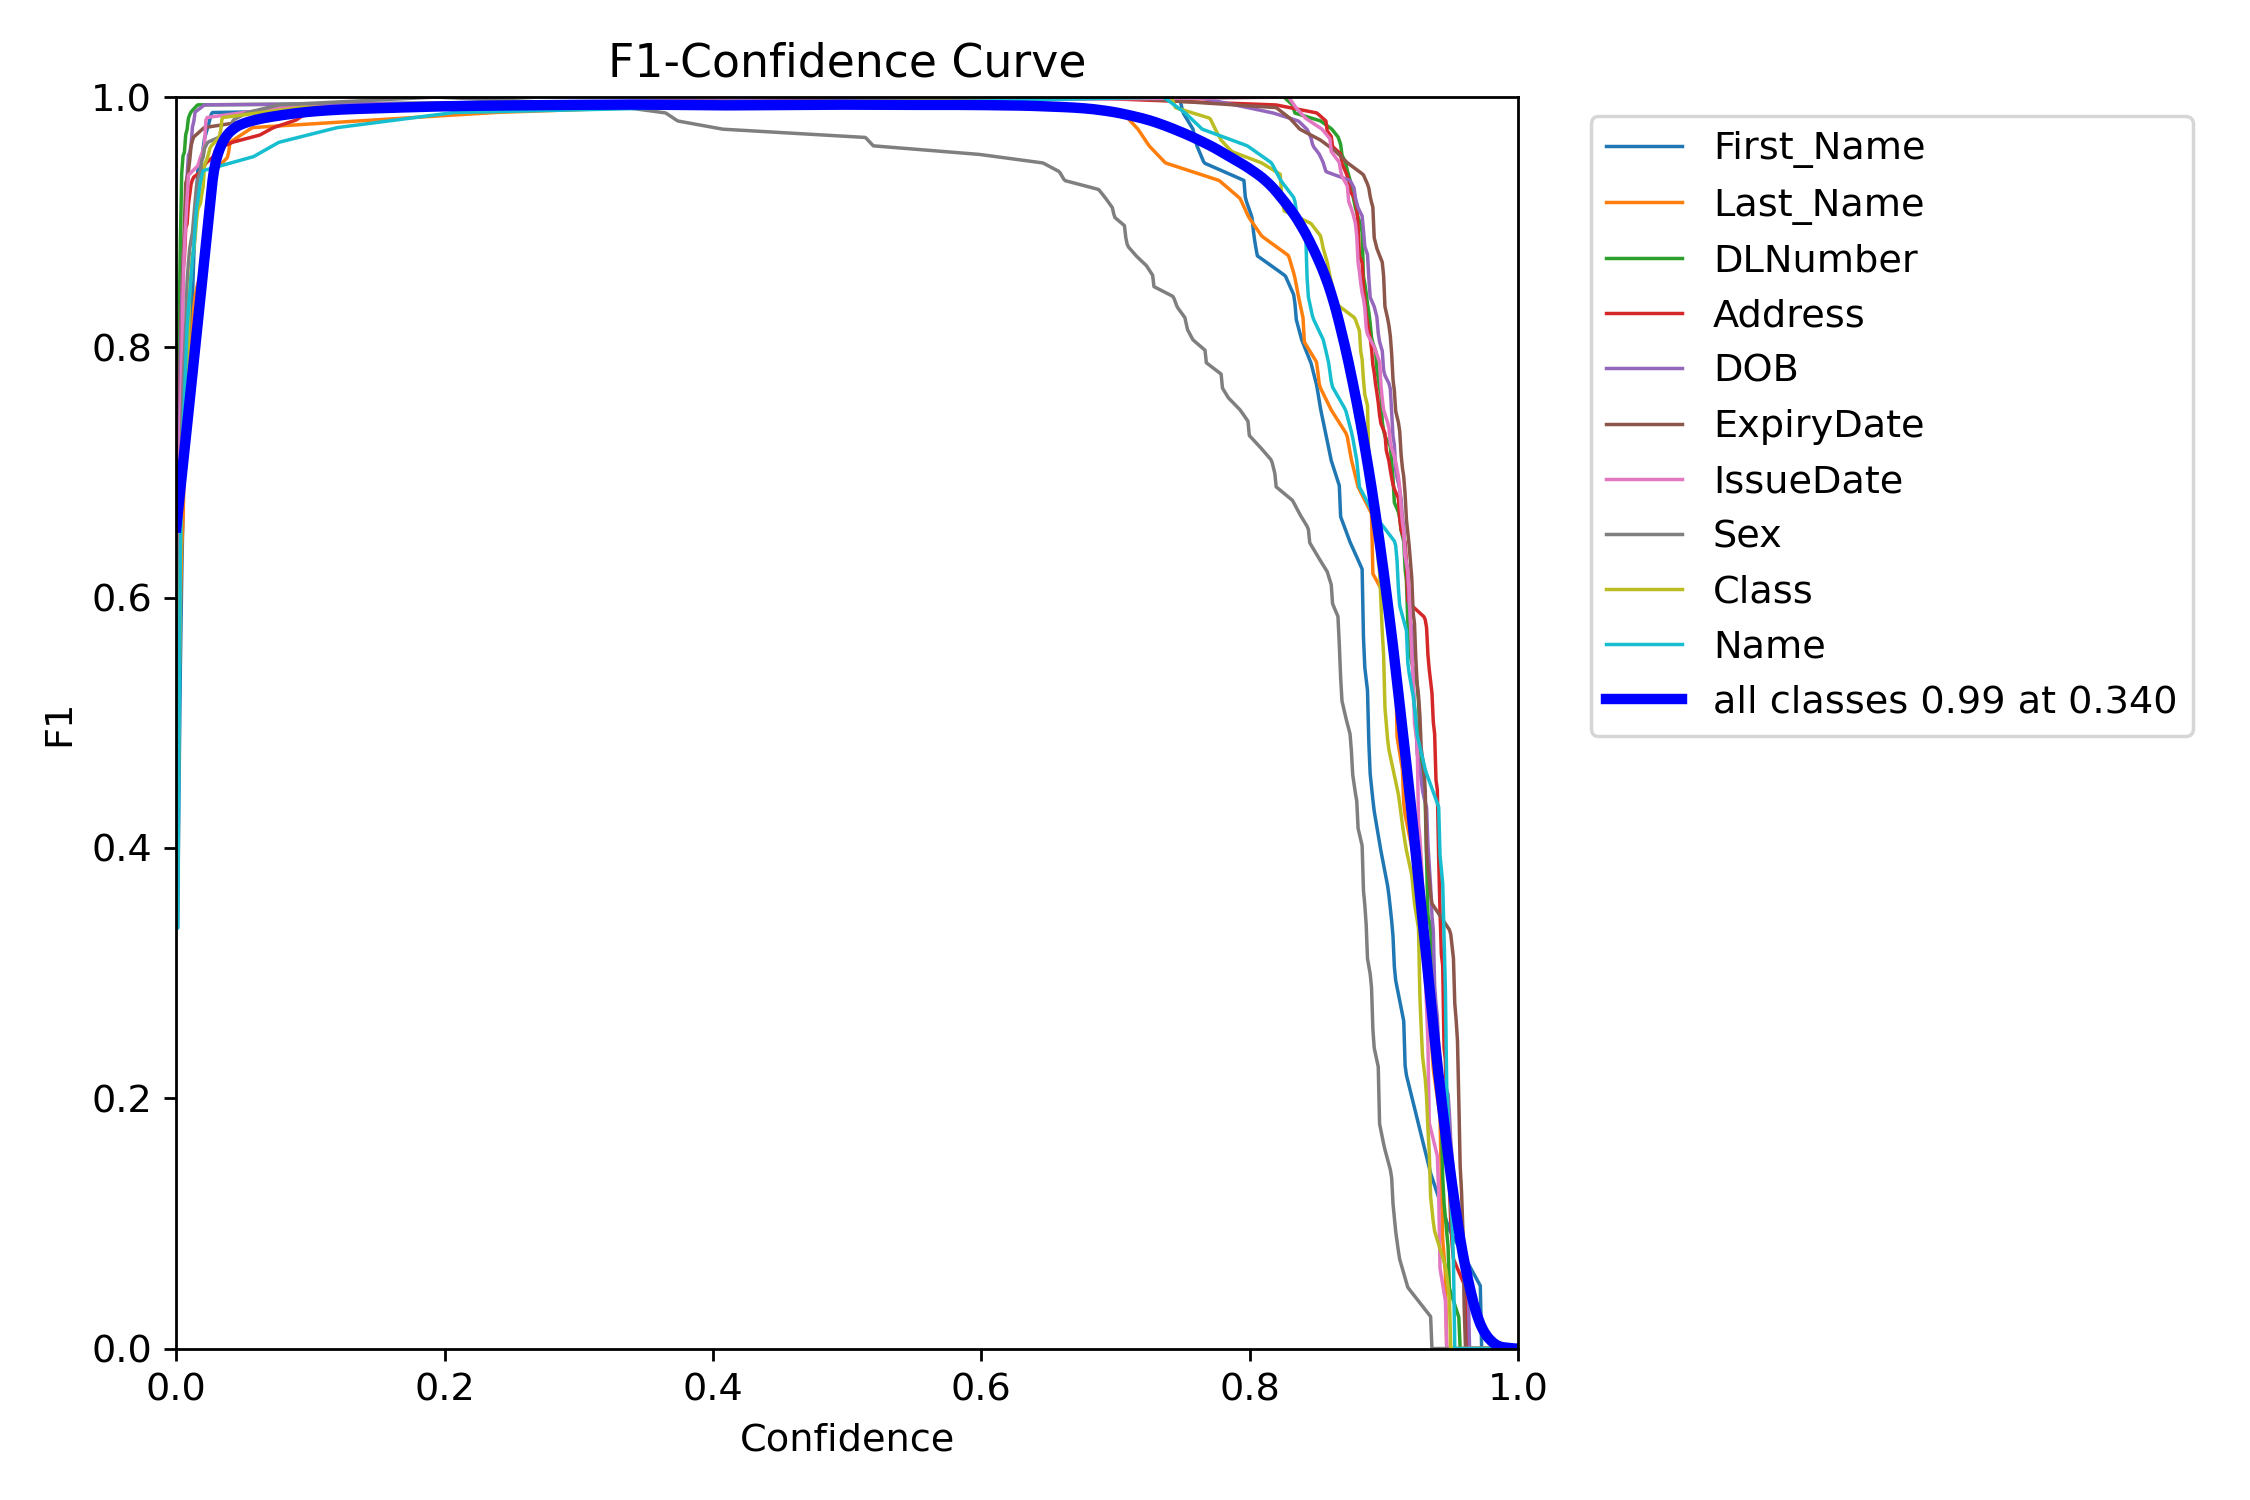 F1-Confidence Curve
1.0
0.8
0.6
0.4
0.2
0.0
F1
0.0 0.2 0.4 0.6 0.8 1.0
Confidence
First_Name
Last_Name
DLNumber
Address
DOB
ExpiryDate
IssueDate
Sex
Class
Name
all classes 0.99 at 0.340